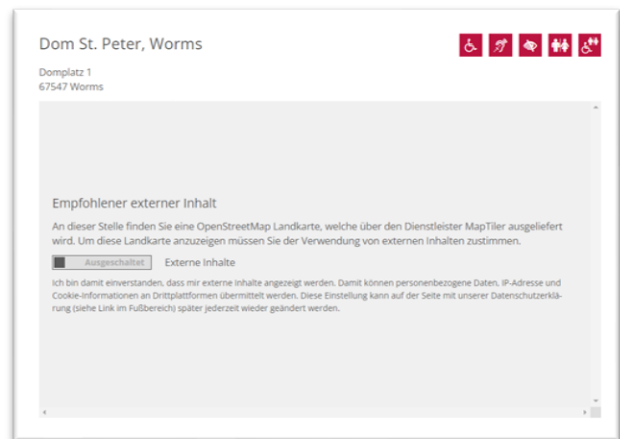 Dom St. Peter, Worms
Domplatz 1
67547 Worms
Empfohlener externer Inhalt
An dieser Stelle finden Sie eine OpenStreetMap Landkarte, welche über den Dienstleister MapTiler ausgeliefert
wird. Um diese Landkarte anzuzeigen müssen Sie der Verwendung von externen Inhalten zustimmen.
Ausgeschaltet Externe Inhalte
Ich bin damit einverstanden, dass mir externe Inhalte angezeigt werden. Damit können personenbezogene Daten, IP-Adresse und
Cookie-Informationen an Drittplattformen übermittelt werden. Diese Einstellung kann auf der Seite mit unserer Datenschutzerklä-
rung (siehe Link im Fußbereich) später jederzeit wieder geändert werden.